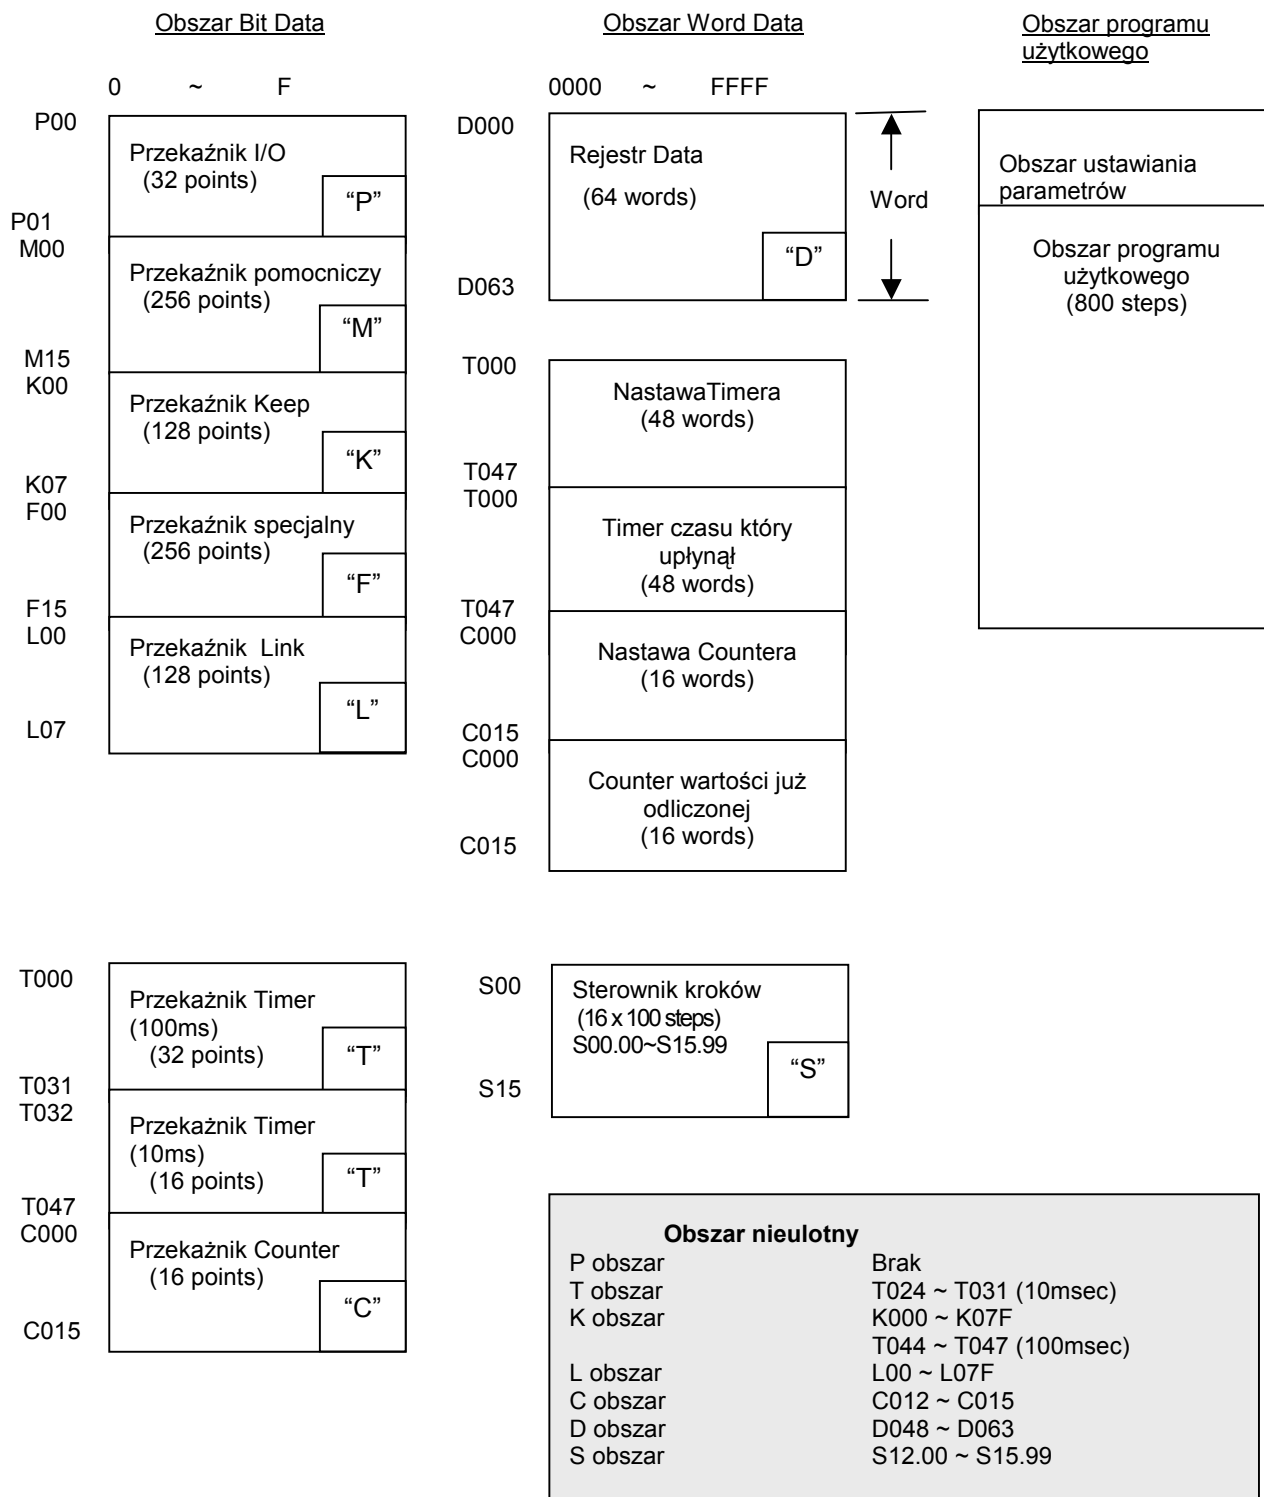 Obszar Bit Data
0 ~ F
P00
Przekaźnik I/O
(32 points)
“P”
P01
M00
Przekaźnik pomocniczy
(256 points)
“M”
M15
K00
Przekaźnik Keep
(128 points)
“K”
K07
F00
Przekaźnik specjalny
(256 points)
“F”
F15
L00
Przekaźnik Link
(128 points)
“L”
L07
Obszar Word Data
0000 ~ FFFF
D000
Rejestr Data
(64 words)
“D”
D063
Word
T000
NastawaTimera
(48 words)
T047
T000
Timer czasu który
upłynął
(48 words)
T047
C000
Nastawa Countera
(16 words)
C015
C000
Counter wartości już
odliczonej
(16 words)
C015
Obszar programu
użytkowego
Obszar ustawiania
parametrów
Obszar programu
użytkowego
(800 steps)
T000
Przekażnik Timer
(100ms)
(32 points)
“T”
T031
T032
Przekażnik Timer
(10ms)
(16 points)
“T”
T047
C000
Przekażnik Counter
(16 points)
“C”
C015
S00
Sterownik kroków
(16 x 100 steps)
S00.00~S15.99
“S”
S15
Obszar nieulotny
P obszar Brak
T obszar T024 ~ T031 (10msec)
K obszar K000 ~ K07F
T044 ~ T047 (100msec)
L obszar L00 ~ L07F
C obszar C012 ~ C015
D obszar D048 ~ D063
S obszar S12.00 ~ S15.99